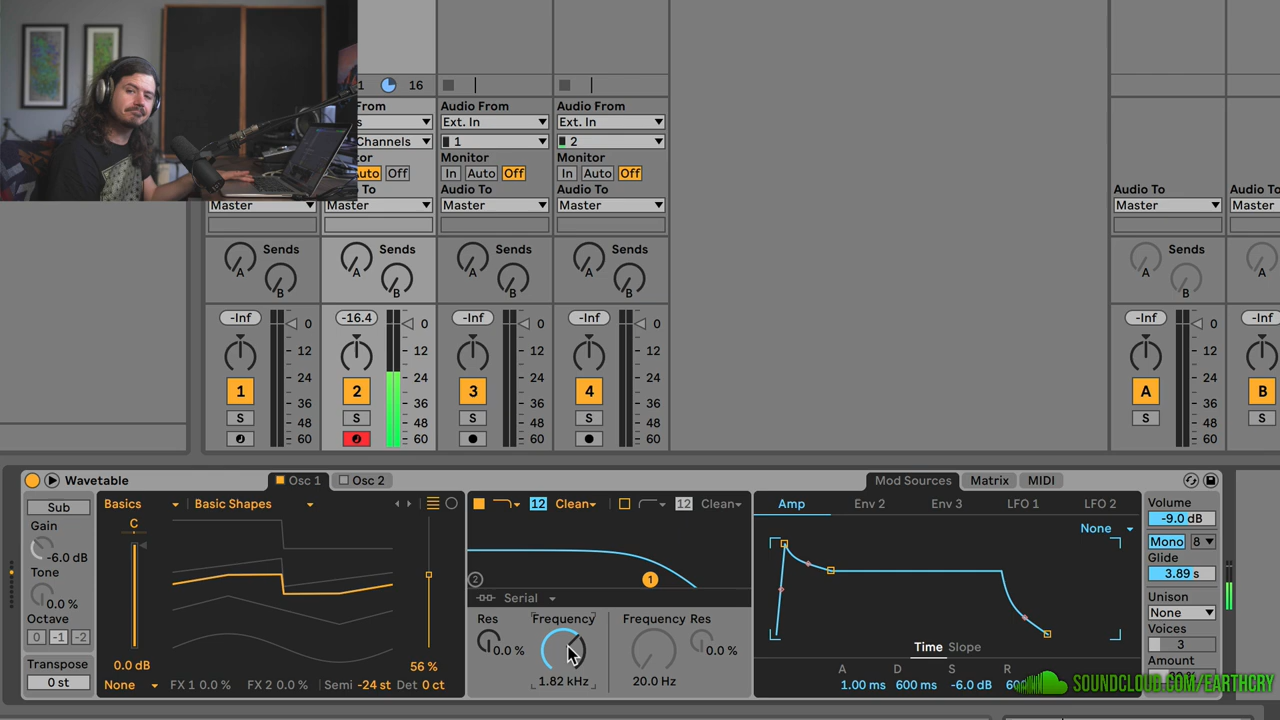 1 16
From Audio From Audio From
Ext. In Ext. In
Channels 1 2
Monitor Monitor
Auto Off In Auto Off In Auto Off
To Audio To Audio To Audio To Audio To
Master Master Master Master Master
Sends Sends Sends Sends Sends
A A A A A
B B B B B
-Inf -16.4 -Inf -Inf -Inf -Inf
0 0 0 0 0
12 12 12 12 12
24 24 24 24 24
36 36 36 36 36
48 48 48 48 48
60 60 60 60 60
1 2 3 4 A B
S S S S S S
Wavetable Osc 1 Osc 2 Mod Sources Matrix MIDI
Sub Basics Basic Shapes 12 Clean 12 Clean Amp Env 2 Env 3 LFO 1 LFO 2 Volume
-9.0 dB
Gain C None Mono 8
-6.0 dB Glide
Tone 2 1 3.89 s
0.0 % Serial Unison
Octave Res Frequency Frequency Res None
0 -1 -2 0.0 % 0.0 % Time Slope Voices
3
Transpose 0.0 dB 56 % 1.82 kHz 20.0 Hz A D S R Amount
0 st None FX 1 0.0 % FX 2 0.0 % Semi -24 st Det 0 ct 1.00 ms 600 ms -6.0 dB
SOUNDCLOUD.COM/EARTHCRY